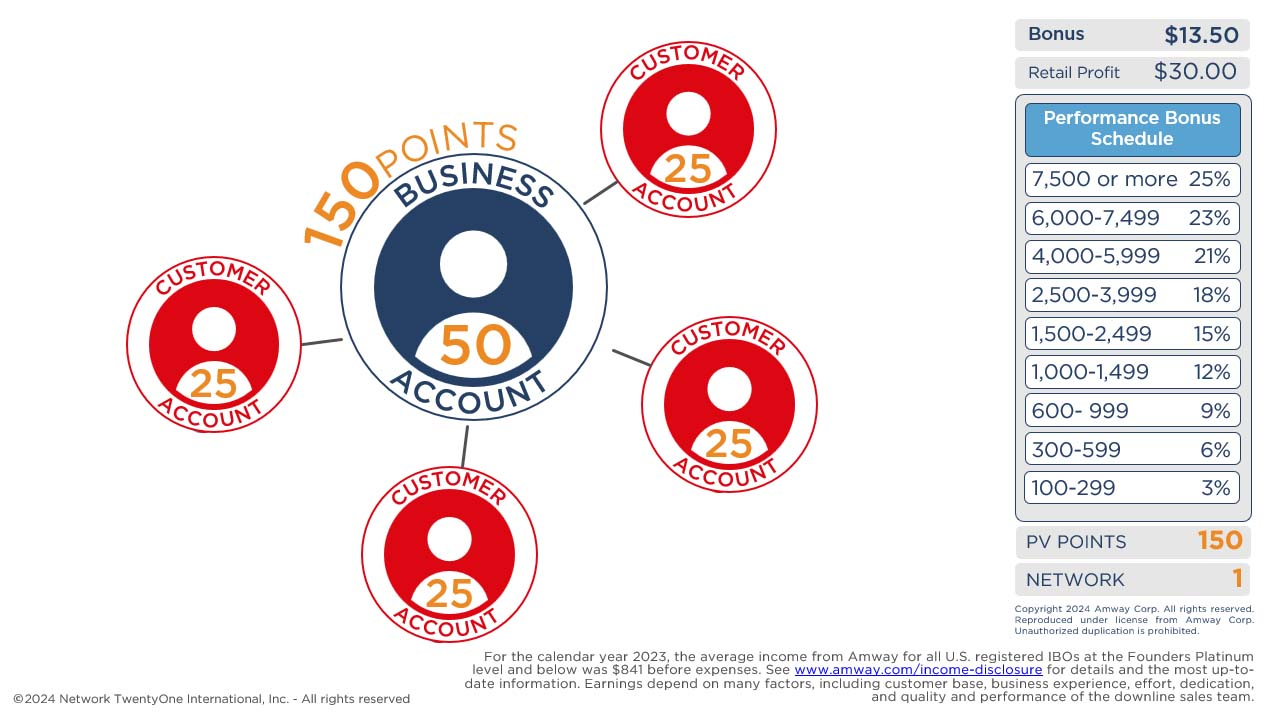 150 POINTS
BUSINESS
50
ACCOUNT
CUSTOMER
25
ACCOUNT
CUSTOMER
25
ACCOUNT
CUSTOMER
25
ACCOUNT
CUSTOMER
25
ACCOUNT
Bonus $13.50
Retail Profit $30.00
Performance Bonus
Schedule
7,500 or more 25%
6,000-7,499 23%
4,000-5,999 21%
2,500-3,999 18%
1,500-2,499 15%
1,000-1,499 12%
600- 999 9%
300-599 6%
100-299 3%
PV POINTS 150
NETWORK 1
Copyright 2024 Amway Corp. All rights reserved.
Reproduced under license from Amway Corp.
Unauthorized duplication is prohibited.
For the calendar year 2023, the average income from Amway for all U.S. registered IBOs at the Founders Platinum
level and below was $841 before expenses. See www.amway.com/income-disclosure for details and the most up-to-
date information. Earnings depend on many factors, including customer base, business experience, effort, dedication,
and quality and performance of the downline sales team.
©2024 Network TwentyOne International, Inc. - All rights reserved